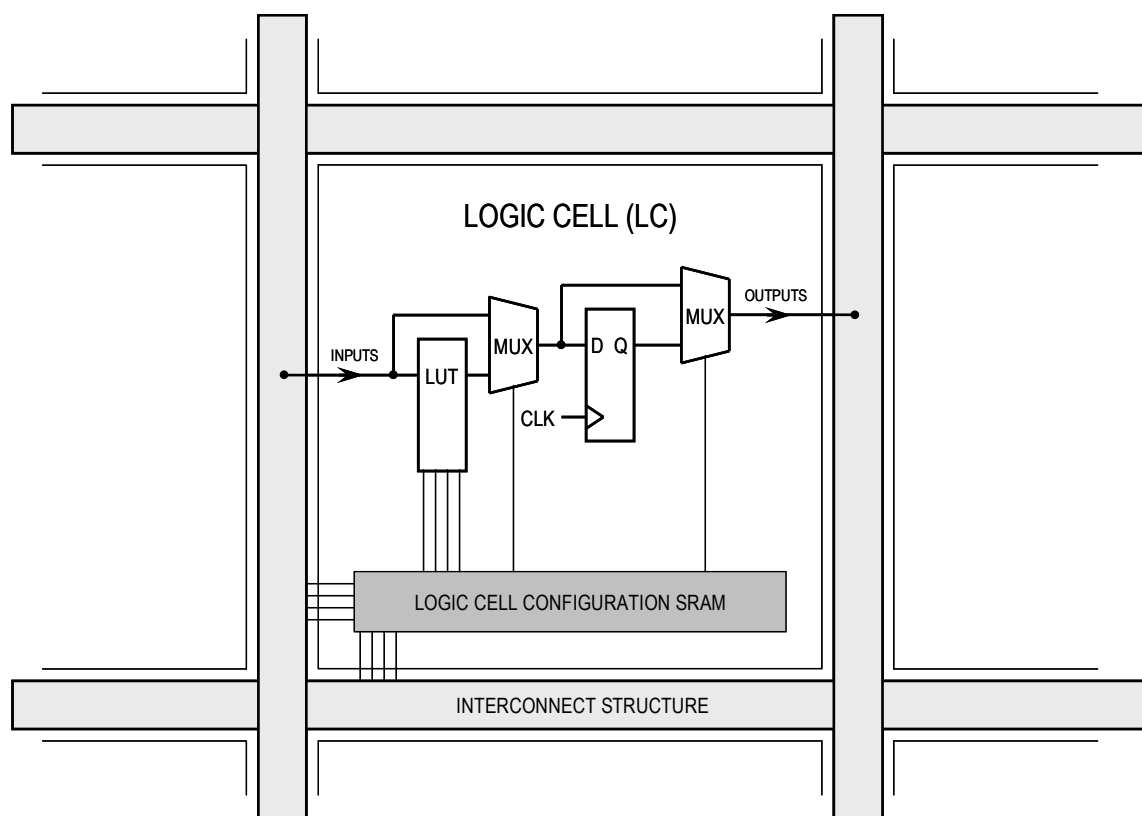 LOGIC CELL (LC)
OUTPUTS
MUX
INPUTS
MUX
D Q
LUT
CLK
LOGIC CELL CONFIGURATION SRAM
INTERCONNECT STRUCTURE